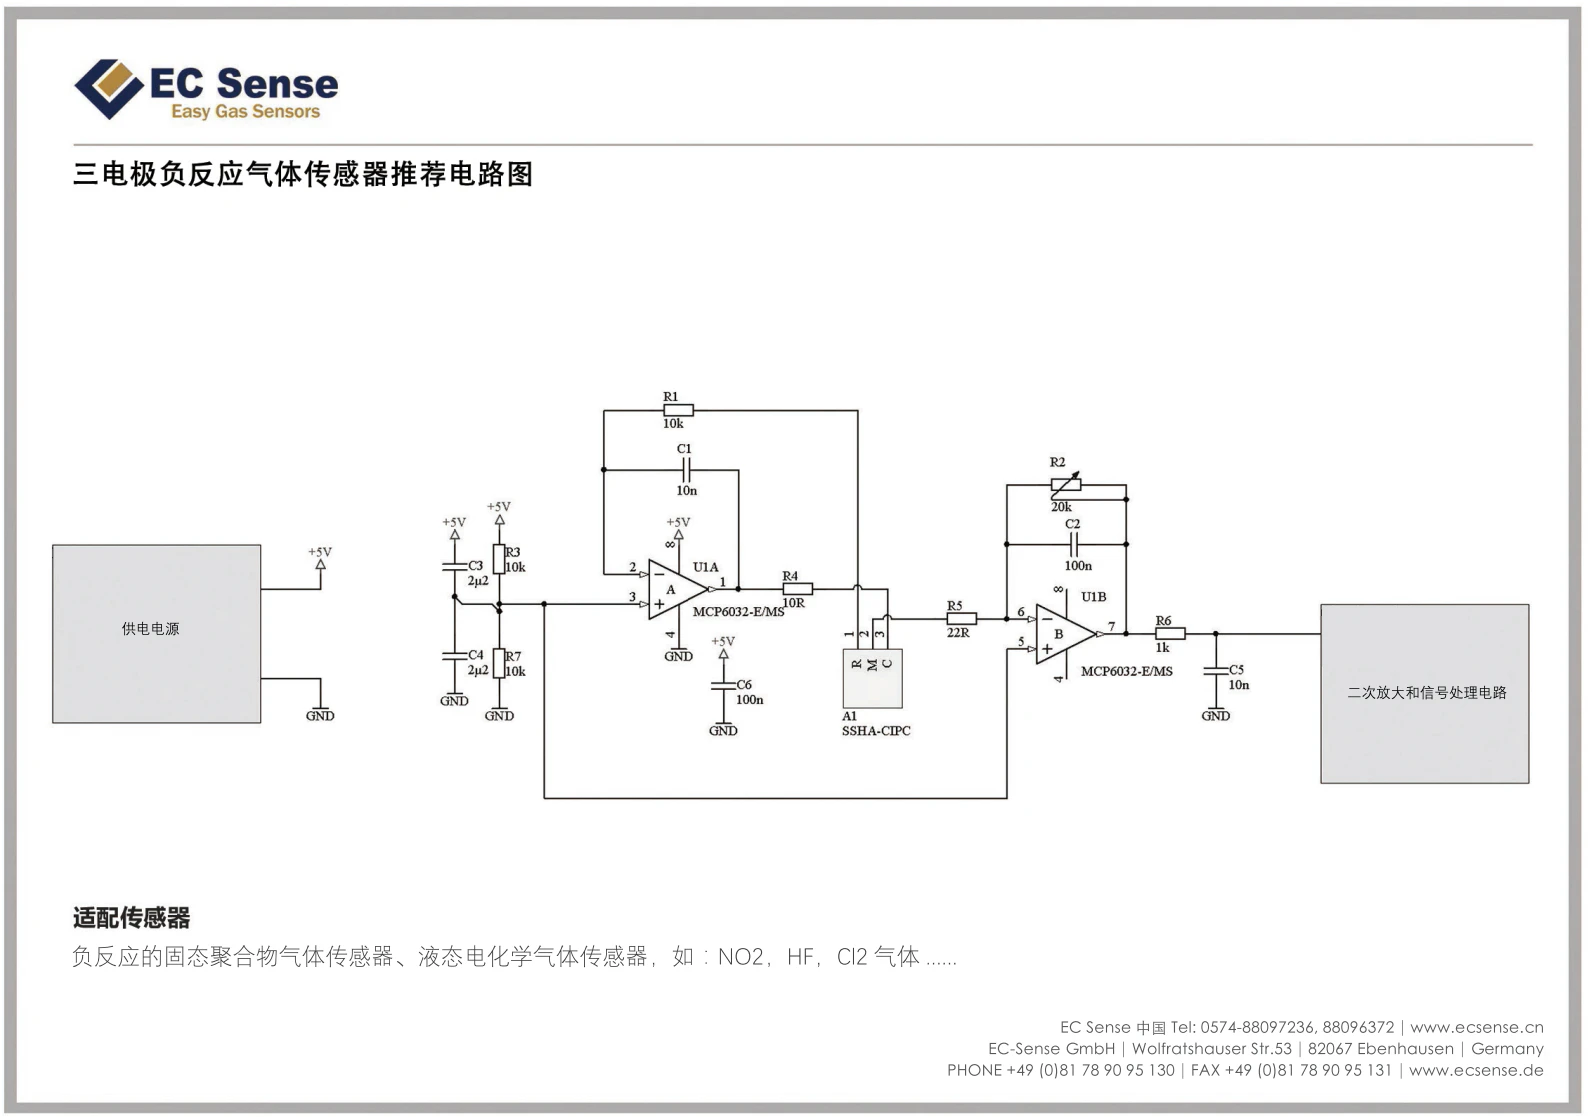 EC Sense
Easy Gas Sensors
三电极负反应气体传感器推荐电路图
R1
10k
C1
10n
R2
20k
C2
100n
+5V
+5V
+5V
+5V
R3
10k
C3
2µ2
8
2
3
1
4
A
U1A
MCP6032-E/MS
R4
10R
GND
供电电源
GND
C4
2µ2
R7
10k
GND
GND
+5V
C6
100n
GND
1
2
3
R
M
C
A1
SSHA-CIPC
R5
22R
8
6
5
7
4
B
U1B
MCP6032-E/MS
R6
1k
C5
10n
GND
二次放大和信号处理电路
适配传感器
负反应的固态聚合物气体传感器、液态电化学气体传感器，如：NO2，HF，Cl2 气体 ......
EC Sense 中国 Tel: 0574-88097236, 88096372 | www.ecsense.cn
EC-Sense GmbH | Wolfratshauser Str.53 | 82067 Ebenhausen | Germany
PHONE +49 (0)81 78 90 95 130 | FAX +49 (0)81 78 90 95 131 | www.ecsense.de